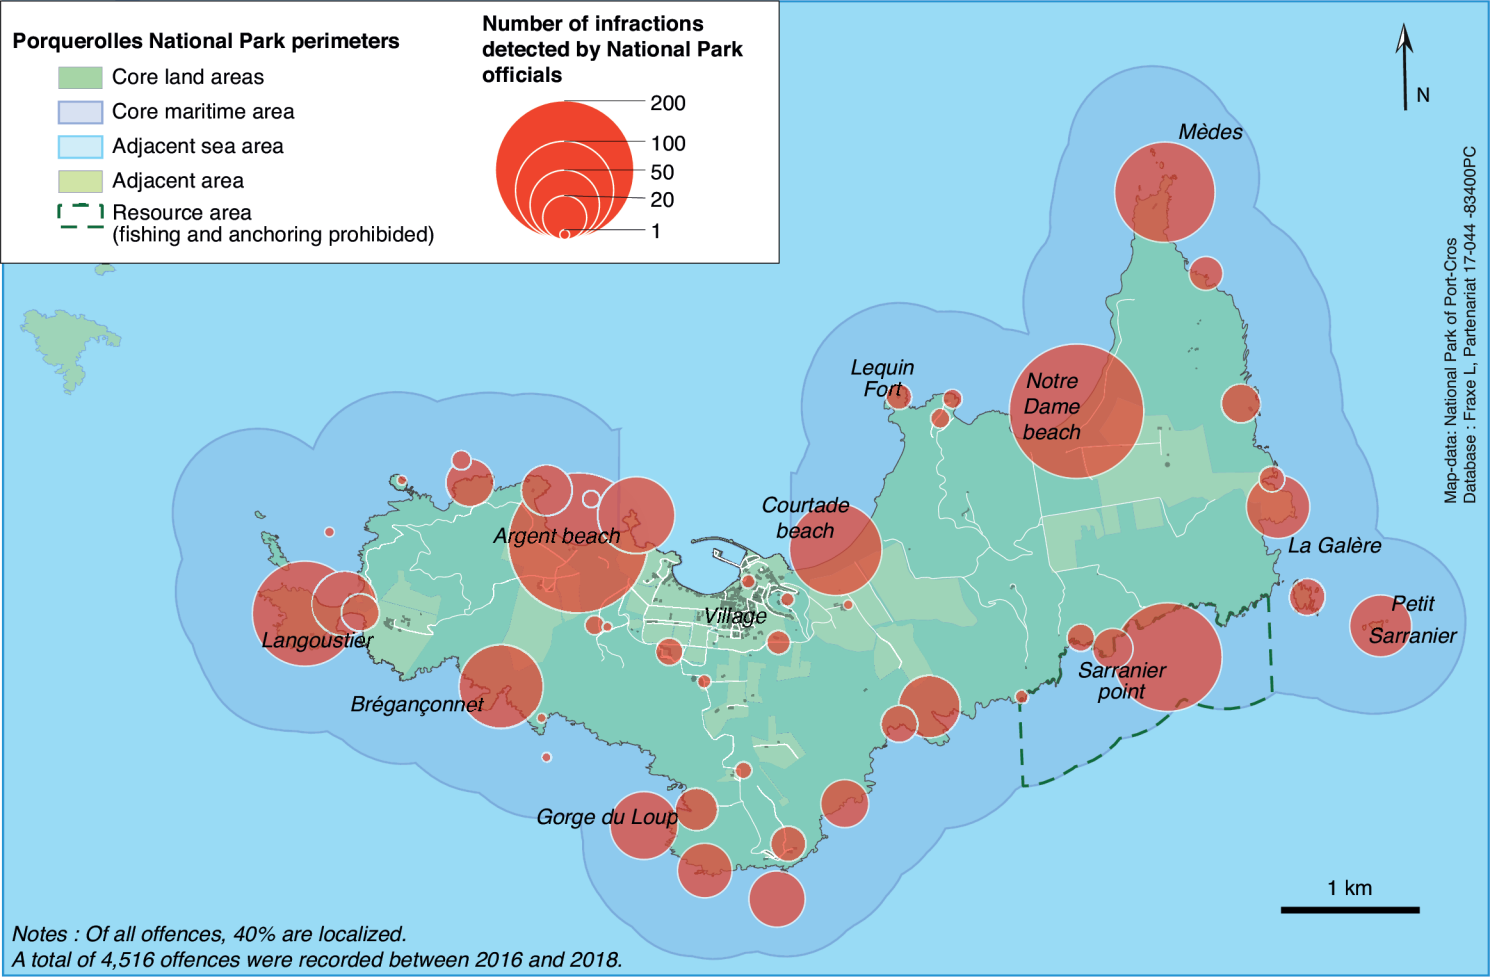 Porquerolles National Park perimeters
Core land areas
Core maritime area
Adjacent sea area
Adjacent area
Resource area
(fishing and anchoring prohibided)
Number of infractions
detected by National Park
officials
200
100
50
20
1
N
Mèdes
Lequin
Fort
Notre
Dame
beach
Courtade
beach
Argent beach
La Galère
Petit
Sarranier
Village
Langoustier
Sarranier
point
Brégançonnet
Gorge du Loup
1 km
Map-data: National Park of Port-Cros
Database : Fraxe L, Partenariat 17-044 -83400PC
Notes : Of all offences, 40% are localized.
A total of 4,516 offences were recorded between 2016 and 2018.